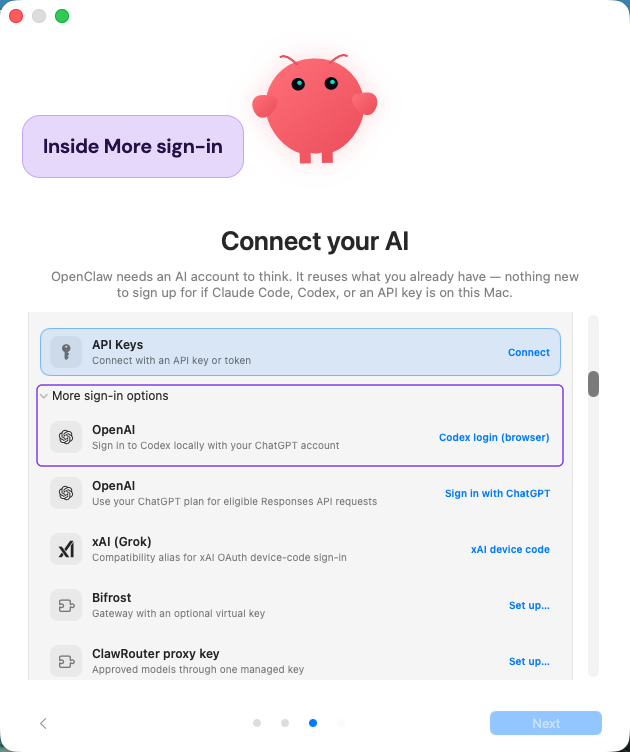 Inside More sign-in
Connect your AI
OpenClaw needs an AI account to think. It reuses what you already have — nothing new
to sign up for if Claude Code, Codex, or an API key is on this Mac.
API Keys
Connect with an API key or token
Connect
More sign-in options
OpenAI
Sign in to Codex locally with your ChatGPT account
Codex login (browser)
OpenAI
Use your ChatGPT plan for eligible Responses API requests
Sign in with ChatGPT
xAI (Grok)
Compatibility alias for xAI OAuth device-code sign-in
xAI device code
Bifrost
Gateway with an optional virtual key
Set up...
ClawRouter proxy key
Approved models through one managed key
Set up...
Next